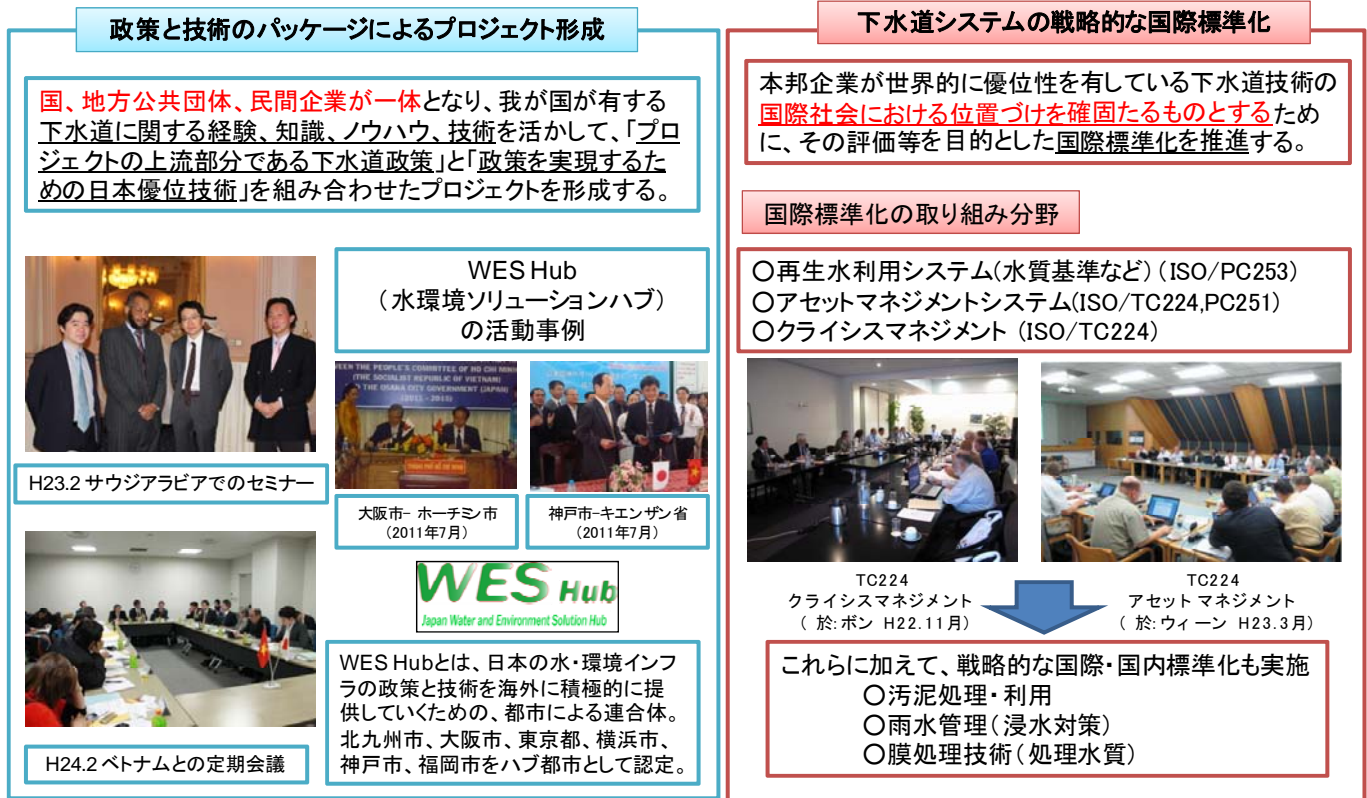 政策と技術のパッケージによるプロジェクト形成
国、地方公共団体、民間企業が一体となり、我が国が有する
下水道に関する経験、知識、ノウハウ、技術を活かして、「プロ
ジェクトの上流部分である下水道政策」と「政策を実現するた
めの日本優位技術」を組み合わせたプロジェクトを形成する。
WES Hub
(水環境ソリューションハブ)
の活動事例
H23.2 サウジアラビアでのセミナー
EEN THE PEOPLE'S COMMITTEE OF HO CHI MINH
(THE SOCIALIST REPUBLIC OF VIETNAM)
THE OSAKA CITY GOVERNMENT (JAPAN)
(2011 - 2015)
大阪市- ホーチミン市
(2011年7月)
神戸市-キエンザン省
(2011年7月)
WES Hub
Japan Water and Environment Solution Hub
H24.2 ベトナムとの定期会議
WES Hubとは、日本の水・環境インフ
ラの政策と技術を海外に積極的に提
供していくための、都市による連合体。
北九州市、大阪市、東京都、横浜市、
神戸市、福岡市をハブ都市として認定。
下水道システムの戦略的な国際標準化
本邦企業が世界的に優位性を有している下水道技術の
国際社会における位置づけを確固たるものとするため
に、その評価等を目的とした国際標準化を推進する。
国際標準化の取り組み分野
○再生水利用システム(水質基準など) (ISO/PC253)
○アセットマネジメントシステム(ISO/TC224,PC251)
○クライシスマネジメント (ISO/TC224)
TC224
クライシスマネジメント
( 於:ボン H22.11月)
TC224
アセット マネジメント
( 於:ウィーン H23.3月)
これらに加えて、戦略的な国際・国内標準化も実施
○汚泥処理・利用
○雨水管理(浸水対策)
○膜処理技術(処理水質)